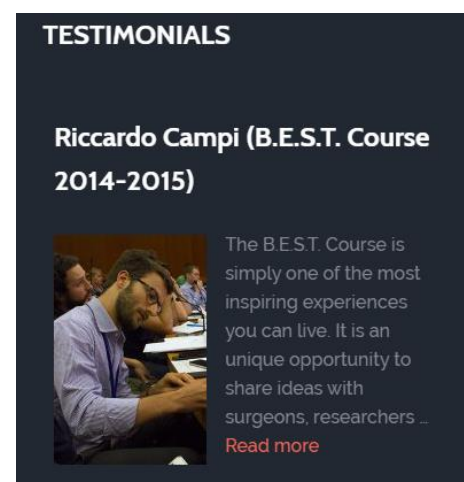 TESTIMONIALS
Riccardo Campi (B.E.S.T. Course
2014-2015)
The B.E.S.T. Course is
simply one of the most
inspiring experiences
you can live. It is an
unique opportunity to
share ideas with
surgeons, researchers ...
Read more